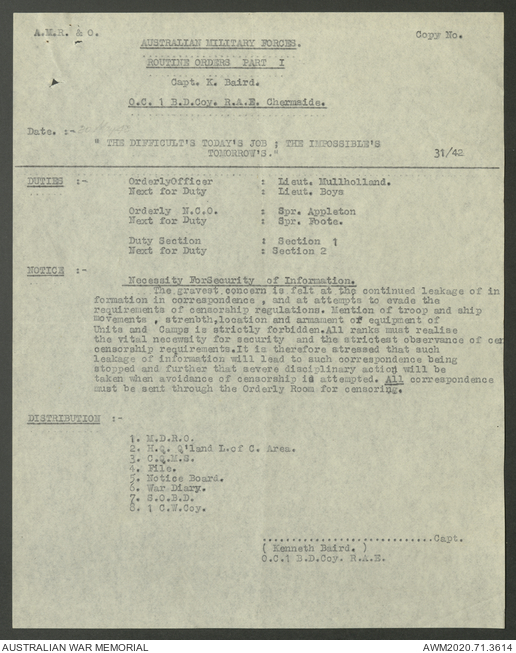 A.M.R. & O.
Copy No.
AUSTRALIAN MILITARY FORCES.
ROUTINE ORDERS PART I
Capt. K. Baird.
O.C. 1 B.D.Coy. R.A.E. Chermside.
Date. :-
" THE DIFFICULT'S TODAY'S JOB ; THE IMPOSSIBLE'S
TOMORROW'S."
31/42
DUTIES :- OrderlyOfficer : Lieut. Mullholland.
Next for Duty : Lieut. Boys
Orderly N.C.O. : Spr. Appleton
Next for Duty : Spr. Foote.
Duty Section : Section 1
Next for Duty : Section 2
NOTICE :-
Necessity ForSecurity of Information.
The gravest concern is felt at the continued leakage of in
formation in correspondence , and at attempts to evade the
requirements of censorship regulations. Mention of troop and ship
movements , strength,location and armament or equipment of
Units and Camps is strictly forbidden.All ranks must realise
the vital necessity for security and the strictest observance of cen
censorship requirements.It is therefore stressed that such
leakage of information will lead to such correspondence being
stopped and further that severe disciplinary action will be
taken when avoidance of censorship is attempted. All correspondence
must be sent through the Orderly Room for censoring.
DISTRIBUTION :-
1. M.D.R.O.
2. H.Q. Q'land L.of C. Area.
3. C.Q.M.S.
4. File.
5. Notice Board.
6. War Diary.
7. S.O.B.D.
8. 1 C.W.Coy.
............................Capt.
( Kenneth Baird. )
O.C.1 B.D.Coy. R.A.E.
AUSTRALIAN WAR MEMORIAL
AWM2020.71.3614